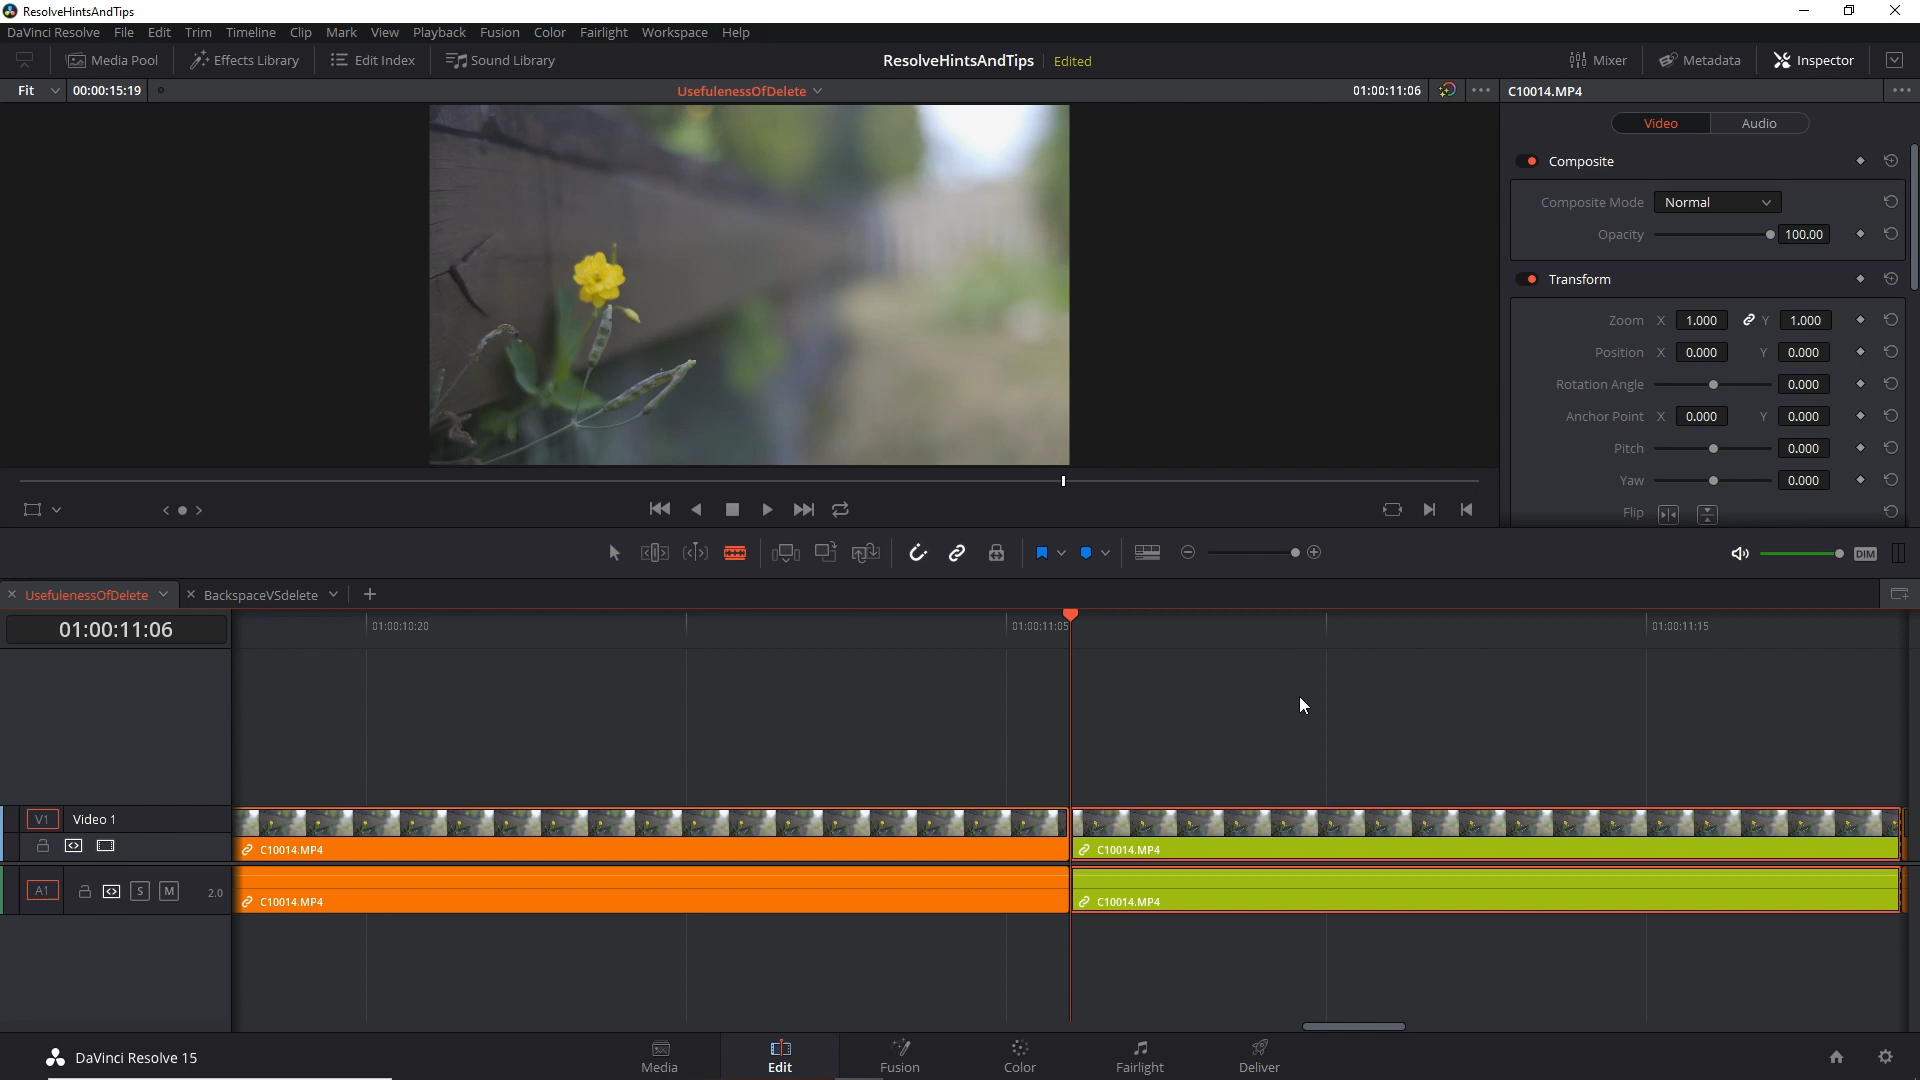 ResolveHintsAndTips
DaVinci Resolve File Edit Trim Timeline Clip Mark View Playback Fusion Color Fairlight Workspace Help
Media Pool Effects Library Edit Index Sound Library ResolveHintsAndTips Edited Mixer Metadata Inspector
Fit 00:00:15:19 UsefulenessOfDelete 01:00:11:06 C10014.MP4
Video Audio
Composite
Composite Mode Normal
Opacity 100.00
Transform
Zoom X 1.000 Y 1.000
Position X 0.000 Y 0.000
Rotation Angle 0.000
Anchor Point X 0.000 Y 0.000
Pitch 0.000
Yaw 0.000
Flip
DIM
UsefulenessOfDelete BackspaceVSdelete
01:00:11:06 01:00:10:20 01:00:11:05 01:00:11:15
V1 Video 1
C10014.MP4 C10014.MP4
A1 S M 2.0
C10014.MP4 C10014.MP4
DaVinci Resolve 15 Media Edit Fusion Color Fairlight Deliver